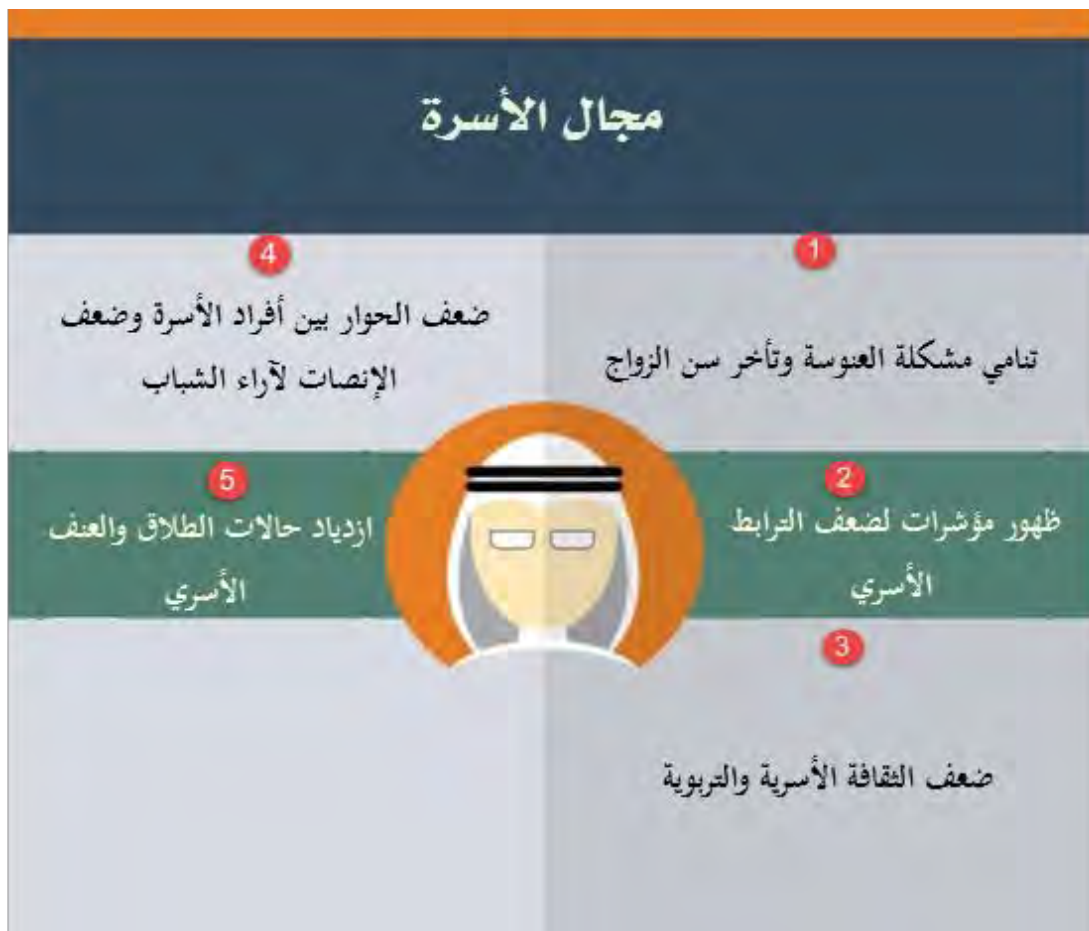 مجال الأسرة
1
تنامي مشكلة العنوسة وتأخر سن الزواج
2
ظهور مؤشرات لضعف الترابط
الأسري
3
ضعف الثقافة الأسرية والتربوية
4
ضعف الحوار بين أفراد الأسرة وضعف
الإنصات لآراء الشباب
5
ازدياد حالات الطلاق والعنف
الأسري